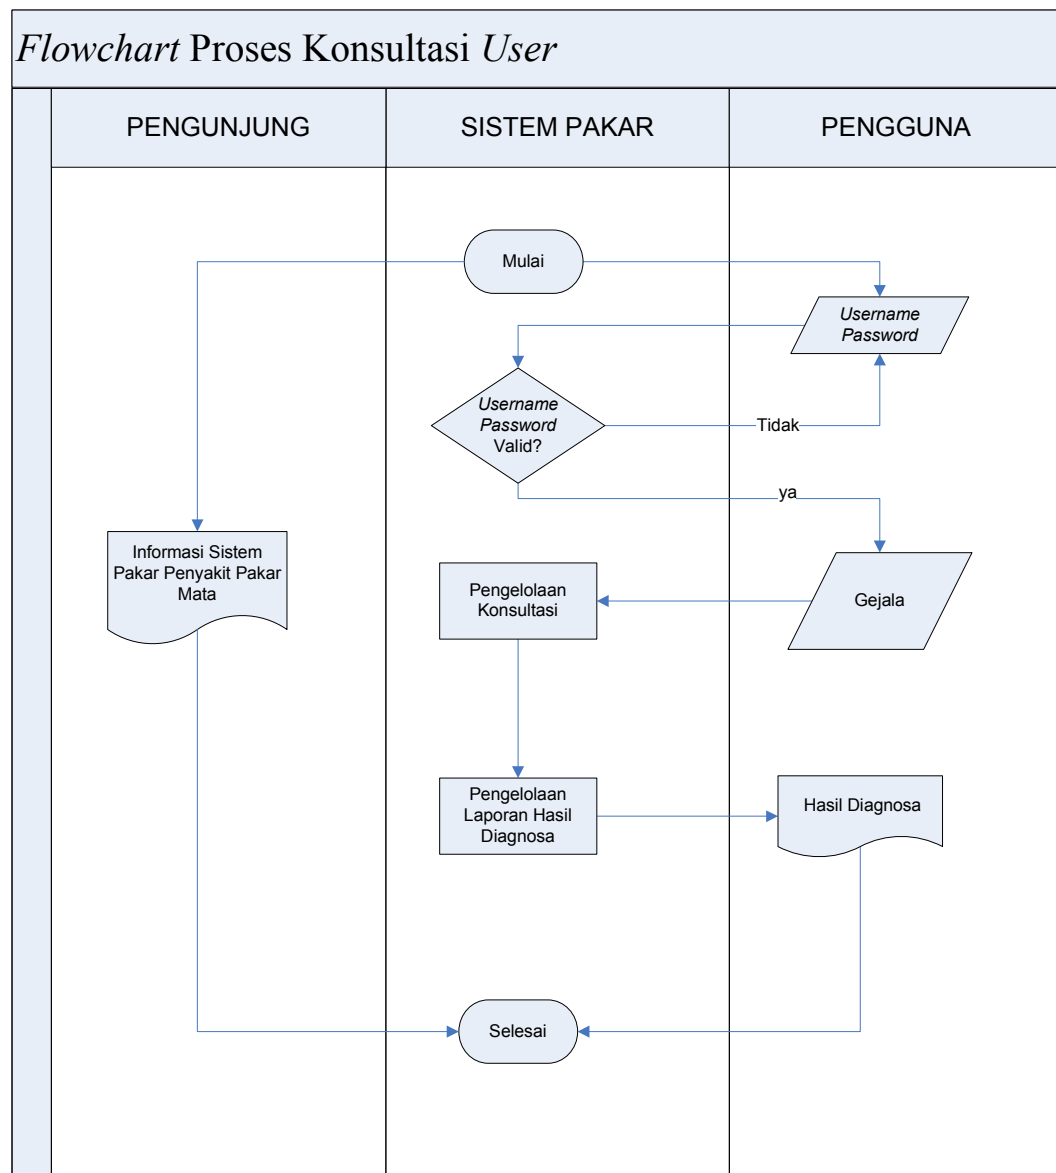 Flowchart Proses Konsultasi User
PENGUNJUNG
SISTEM PAKAR
PENGGUNA
Mulai
Username
Password
Username
Password
Valid?
Tidak
ya
Informasi Sistem
Pakar Penyakit Pakar
Mata
Pengelolaan
Konsultasi
Gejala
Pengelolaan
Laporan Hasil
Diagnosa
Hasil Diagnosa
Selesai